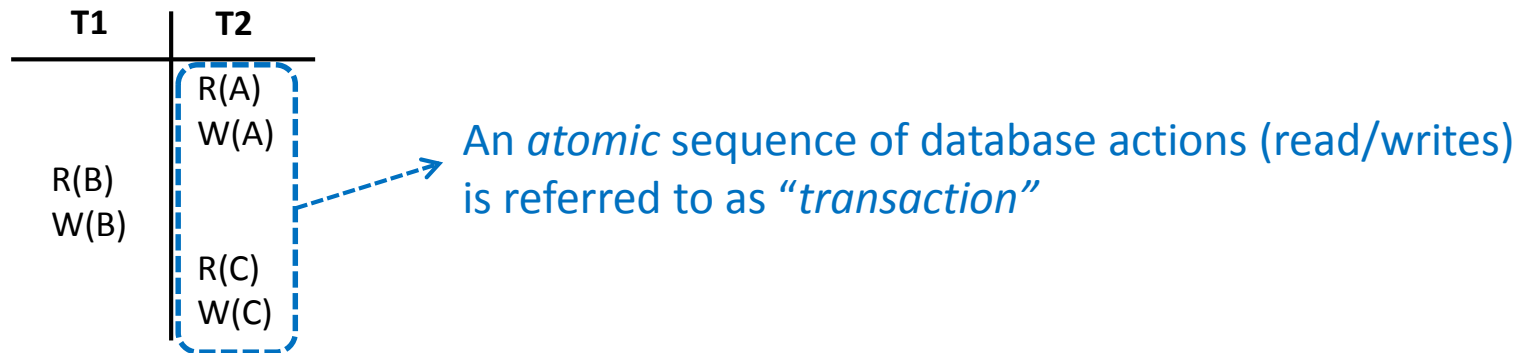 T1 T2
R(A)
W(A)
R(B)
W(B)
R(C)
W(C)
An atomic sequence of database actions (read/writes)
is referred to as “transaction”